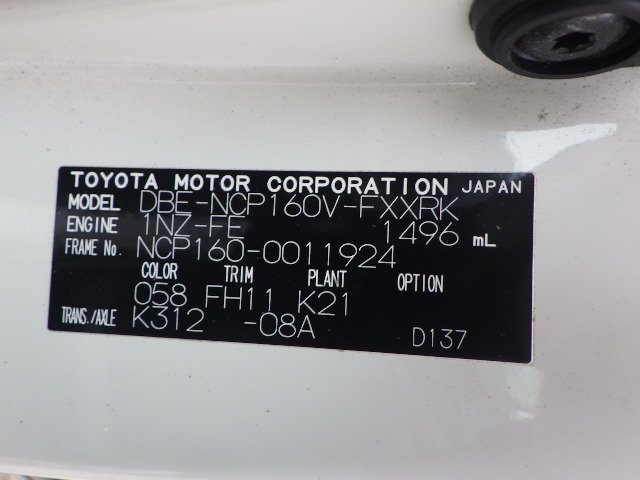 TOYOTA MOTOR CORPORATION JAPAN
MODEL DBE-NCP160V-FXXRK
ENGINE 1NZ-FE 1496 mL
FRAME No. NCP160-0011924
COLOR TRIM PLANT OPTION
058 FH11 K21
TRANS./AXLE K312 -08A
D137